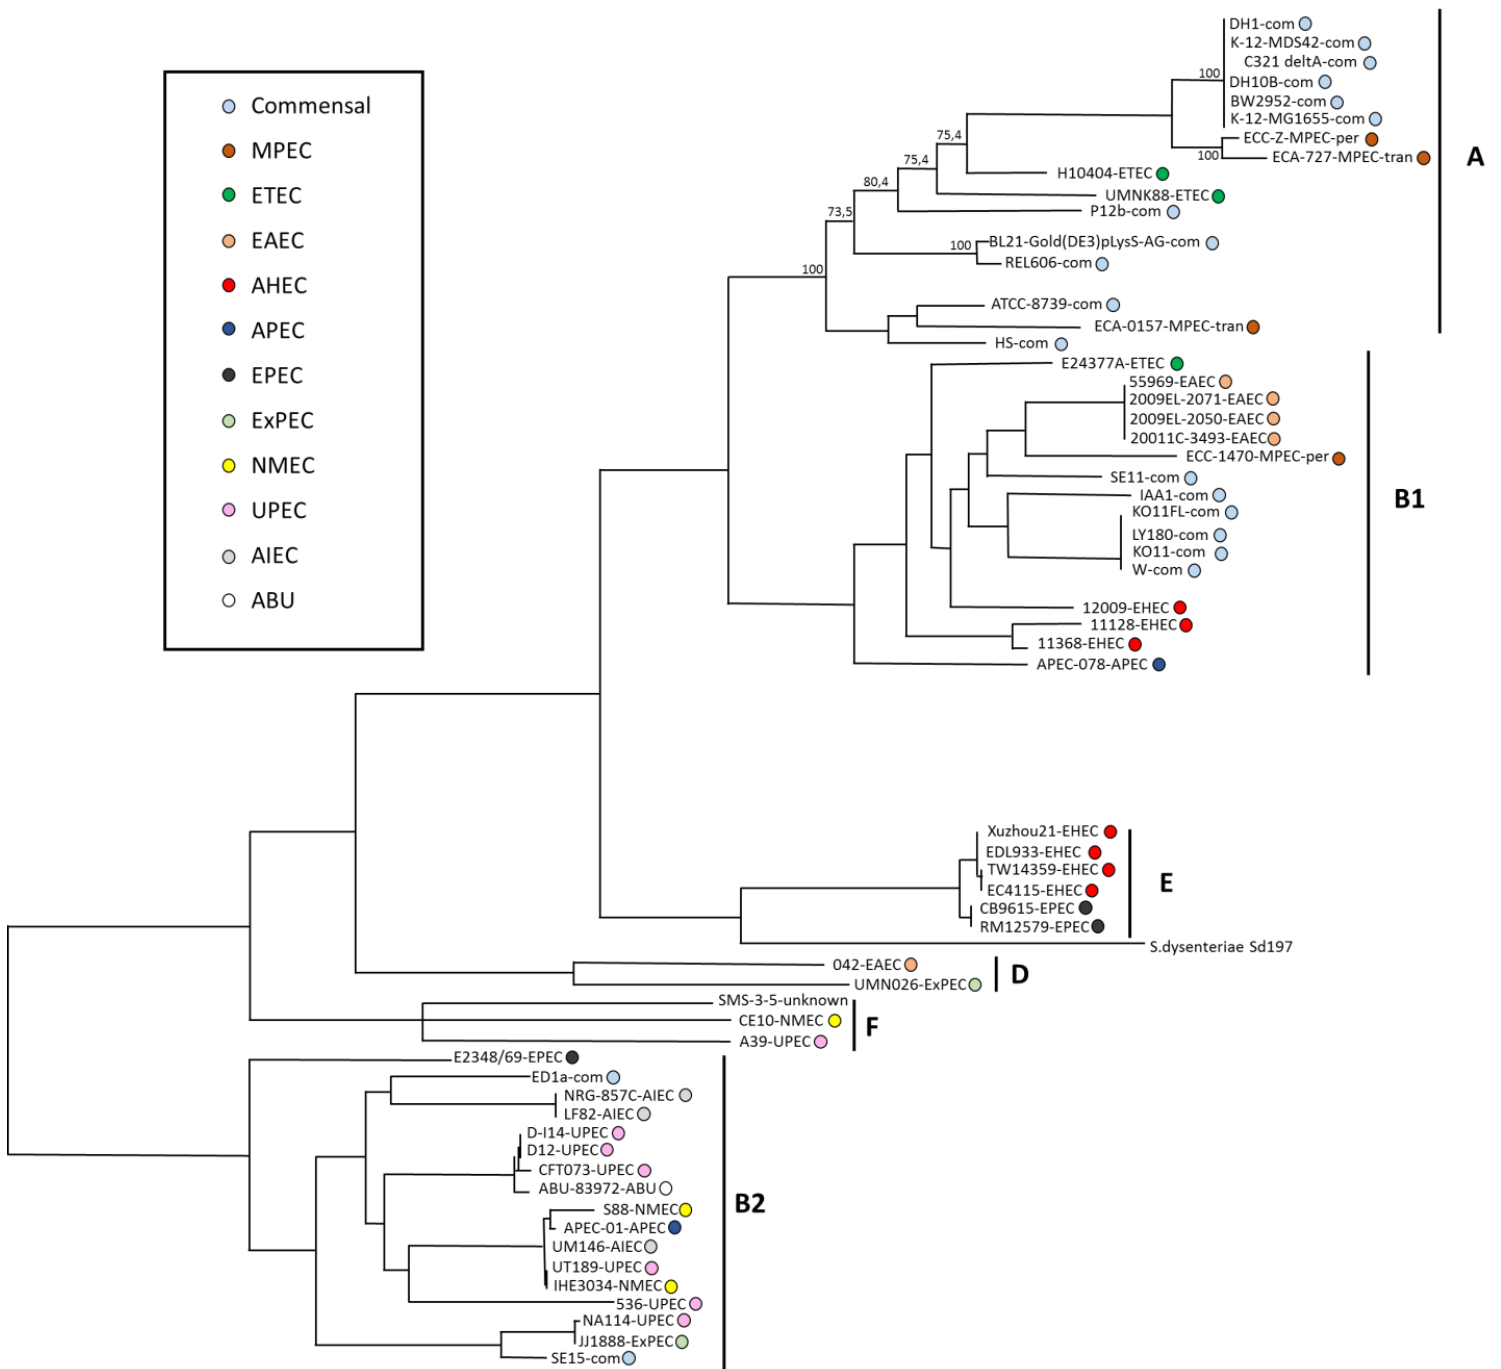 Commensal
MPEC
ETEC
EAEC
AHEC
APEC
EPEC
ExPEC
NMEC
UPEC
AIEC
ABU
DH1-com
K-12-MDS42-com
C321 deltA-com
100
DH10B-com
BW2952-com
K-12-MG1655-com
ECC-Z-MPEC-per
100
ECA-727-MPEC-tran
A
75,4
75,4
H10404-ETEC
80,4
UMNK88-ETEC
P12b-com
73,5
100
BL21-Gold(DE3)pLysS-AG-com
REL606-com
100
ATCC-8739-com
ECA-0157-MPEC-tran
HS-com
E24377A-ETEC
55969-EAEC
2009EL-2071-EAEC
2009EL-2050-EAEC
20011C-3493-EAEC
ECC-1470-MPEC-per
SE11-com
IAA1-com
B1
KO11FL-com
LY180-com
KO11-com
W-com
12009-EHEC
11128-EHEC
11368-EHEC
APEC-078-APEC
Xuzhou21-EHEC
EDL933-EHEC
TW14359-EHEC
E
EC4115-EHEC
CB9615-EPEC
RM12579-EPEC
S.dysenteriae Sd197
042-EAEC
D
UMN026-ExPEC
SMS-3-5-unknown
CE10-NMEC
F
A39-UPEC
E2348/69-EPEC
ED1a-com
NRG-857C-AIEC
LF82-AIEC
D-I14-UPEC
D12-UPEC
CFT073-UPEC
ABU-83972-ABU
B2
S88-NMEC
APEC-01-APEC
UM146-AIEC
UT189-UPEC
IHE3034-NMEC
536-UPEC
NA114-UPEC
JJ1888-ExPEC
SE15-com